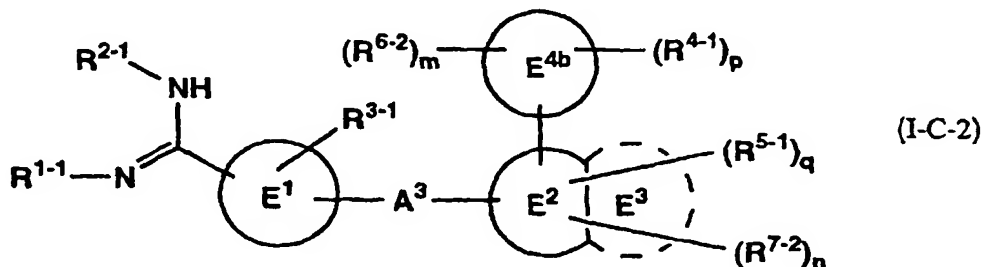 (R⁶⁻²)ₘ E⁴ᵇ (R⁴⁻¹)ₚ
R²⁻¹
NH
R³⁻¹
(I-C-2)
(R⁵⁻¹)q
R¹⁻¹ N E¹ A³ E² E³
(R⁷⁻²)ₙ